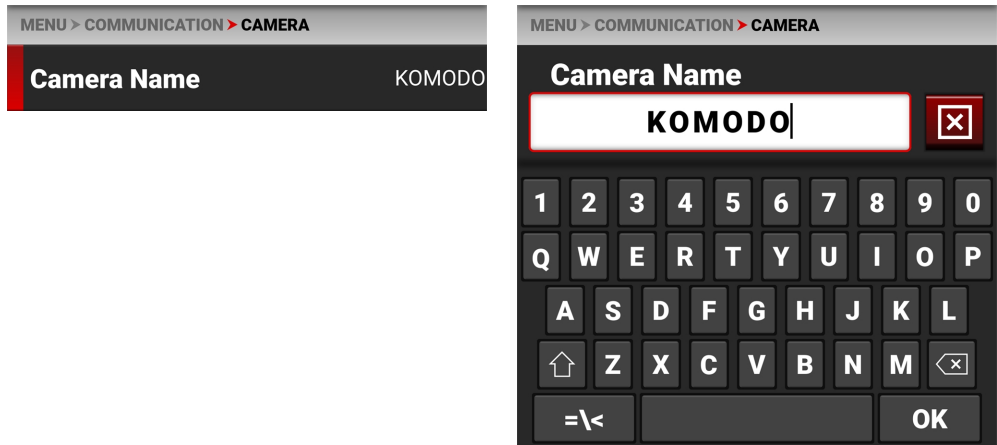 MENU > COMMUNICATION > CAMERA
Camera Name KOMODO
MENU > COMMUNICATION > CAMERA
Camera Name
KOMODO
1 2 3 4 5 6 7 8 9 0
Q W E R T Y U I O P
A S D F G H J K L
Z X C V B N M
=\< OK